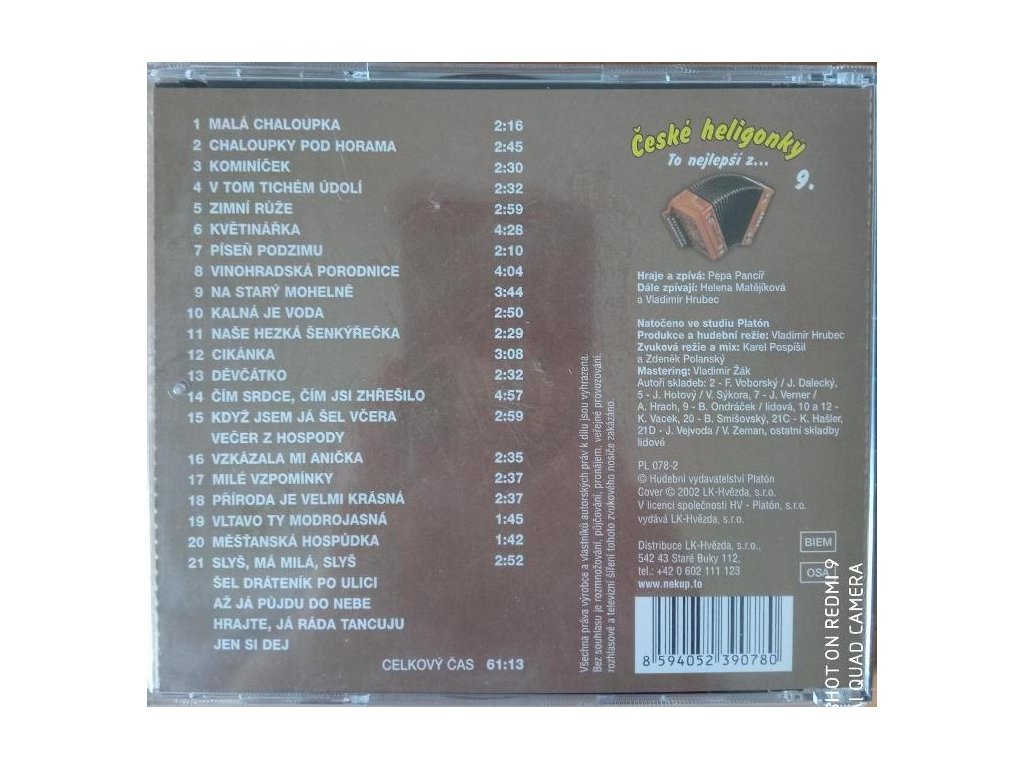 1 MALÁ CHALOUPKA 2:16
2 CHALOUPKY POD HORAMA 2:45
3 KOMINÍČEK 2:30
4 V TOM TICHÉM ÚDOLÍ 2:32
5 ZIMNÍ RŮŽE 2:59
6 KVĚTINÁŘKA 4:28
7 PÍSEŇ PODZIMU 2:10
8 VINOHRADSKÁ PORODNICE 4:04
9 NA STARÝ MOHELNĚ 3:44
10 KALNÁ JE VODA 2:50
11 NAŠE HEZKÁ ŠENKÝŘEČKA 2:29
12 CIKÁNKA 3:08
13 DĚVČÁTKO 2:32
14 ČÍM SRDCE, ČÍM JSI ZHŘEŠILO 4:57
15 KDYŽ JSEM JÁ ŠEL VČERA 2:59
VEČER Z HOSPODY
16 VZKÁZALA MI ANIČKA 2:35
17 MILÉ VZPOMÍNKY 2:37
18 PŘÍRODA JE VELMI KRÁSNÁ 2:37
19 VLTAVO TY MODROJASNÁ 1:45
20 MĚŠŤANSKÁ HOSPŮDKA 1:42
21 SLYŠ, MÁ MILÁ, SLYŠ 2:52
ŠEL DRÁTENÍK PO ULICI
AŽ JÁ PŮJDU DO NEBE
HRAJTE, JÁ RÁDA TANCUJU
JEN SI DEJ
CELKOVÝ ČAS 61:13
Všechna práva výrobce a vlastníků autorských práv k dílu jsou vyhrazena.
Bez souhlasu je rozmnožování, půjčování, pronájem, veřejné provozování,
rozhlasové a televizní šíření tohoto zvukového nosiče zakázáno.
České heligonky
To nejlepší z...
9.
Hraje a zpívá: Pepa Pancíř
Dále zpívají: Helena Matějíková
a Vladimír Hrubec
Natočeno ve studiu Platón
Produkce a hudební režie: Vladimír Hrubec
Zvuková režie a mix: Karel Pospíšil
a Zdeněk Polanský
Mastering: Vladimír Žák
Autoři skladeb: 2 - F. Voborský / J. Dalecký,
5 - J. Hotový / V. Sýkora, 7 - J. Verner /
A. Hrach, 9 - B. Ondráček / lidová, 10 a 12 -
K. Vacek, 20 - B. Smišovský, 21C - K. Hašler,
21D - J. Vejvoda / V. Zeman, ostatní skladby
lidové
PL 078-2
© Hudební vydavatelství Platón
Cover © 2002 LK-Hvězda, s.r.o.
V licenci společnosti HV - Platón, s.r.o.
vydává LK-Hvězda, s.r.o.
Distribuce LK-Hvězda, s.r.o.,
542 43 Staré Buky 112,
tel.: +42 0 602 111 123
www.nekup.to
BIEM
OSA
8 594052 390780
SHOT ON REDMI 9
AI QUAD CAMERA